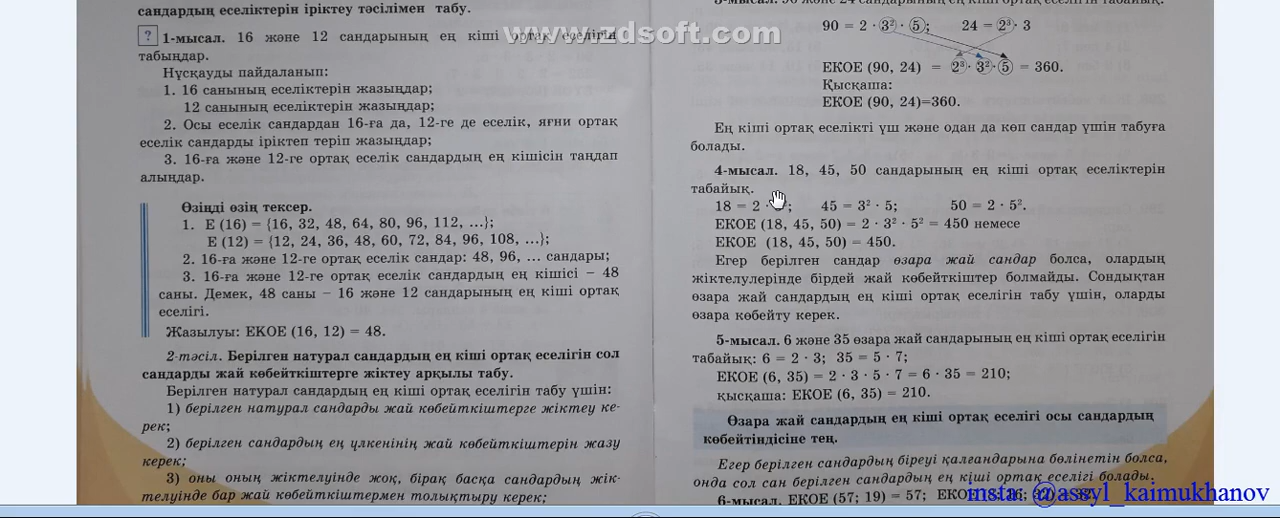 сандардың еселіктерін іріктеу тәсілімен табу.
? 1-мысал. 16 және 12 сандарының ең кіші ортақ еселігін
табыңдар.
Нұсқауды пайдаланып:
1. 16 санының еселіктерін жазыңдар;
12 санының еселіктерін жазыңдар;
2. Осы еселік сандардан 16-ға да, 12-ге де еселік, яғни ортақ
еселік сандарды іріктеп теріп жазыңдар;
3. 16-ға және 12-ге ортақ еселік сандардың ең кішісін таңдап
алыңдар.
Өзіңді өзің тексер.
1. E (16) = {16, 32, 48, 64, 80, 96, 112, ...};
E (12) = {12, 24, 36, 48, 60, 72, 84, 96, 108, ...};
2. 16-ға және 12-ге ортақ еселік сандар: 48, 96, ... сандары;
3. 16-ға және 12-ге ортақ еселік сандардың ең кішісі – 48
саны. Демек, 48 саны – 16 және 12 сандарының ең кіші ортақ
еселігі.
Жазылуы: ЕКОЕ (16, 12) = 48.
2-тәсіл. Берілген натурал сандардың ең кіші ортақ еселігін сол
сандарды жай көбейткіштерге жіктеу арқылы табу.
Берілген натурал сандардың ең кіші ортақ еселігін табу үшін:
1) берілген натурал сандарды жай көбейткіштерге жіктеу ке-
рек;
2) берілген сандардың ең үлкенінің жай көбейткіштерін жазу
керек;
3) оны оның жіктелуінде жоқ, бірақ басқа сандардың жік-
телуінде бар жай көбейткіштермен толықтыру керек;
90 = 2 · 3² · 5; 24 = 2³ · 3
ЕКОЕ (90, 24) = 2³ · 3² · 5 = 360.
Қысқаша:
ЕКОЕ (90, 24)=360.
Ең кіші ортақ еселікті үш және одан да көп сандар үшін табуға
болады.
4-мысал. 18, 45, 50 сандарының ең кіші ортақ еселіктерін
табайық.
18 = 2 · ; 45 = 3² · 5; 50 = 2 · 5².
ЕКОЕ (18, 45, 50) = 2 · 3² · 5² = 450 немесе
ЕКОЕ (18, 45, 50) = 450.
Егер берілген сандар өзара жай сандар болса, олардың
жіктелулерінде бірдей жай көбейткіштер болмайды. Сондықтан
өзара жай сандардың ең кіші ортақ еселігін табу үшін, оларды
өзара көбейту керек.
5-мысал. 6 және 35 өзара жай сандарының ең кіші ортақ еселігін
табайық: 6 = 2 · 3; 35 = 5 · 7;
ЕКОЕ (6, 35) = 2 · 3 · 5 · 7 = 6 · 35 = 210;
қысқаша: ЕКОЕ (6, 35) = 210.
Өзара жай сандардың ең кіші ортақ еселігі осы сандардың
көбейтіндісіне тең.
Егер берілген сандардың біреуі қалғандарына бөлінетін болса,
онда сол сан берілген сандардың ең кіші ортақ еселігі болады.
6-мысал. ЕКОЕ (57; 19) = 57;
www.zdsoft.com
insta: @assyl_kaimukhanov